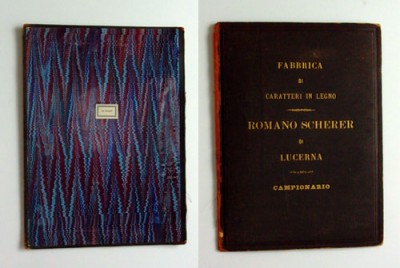 FABBRICA
DI
CARATTERI IN LEGNO
ROMANO SCHERER
DI
LUCERNA
CAMPIONARIO